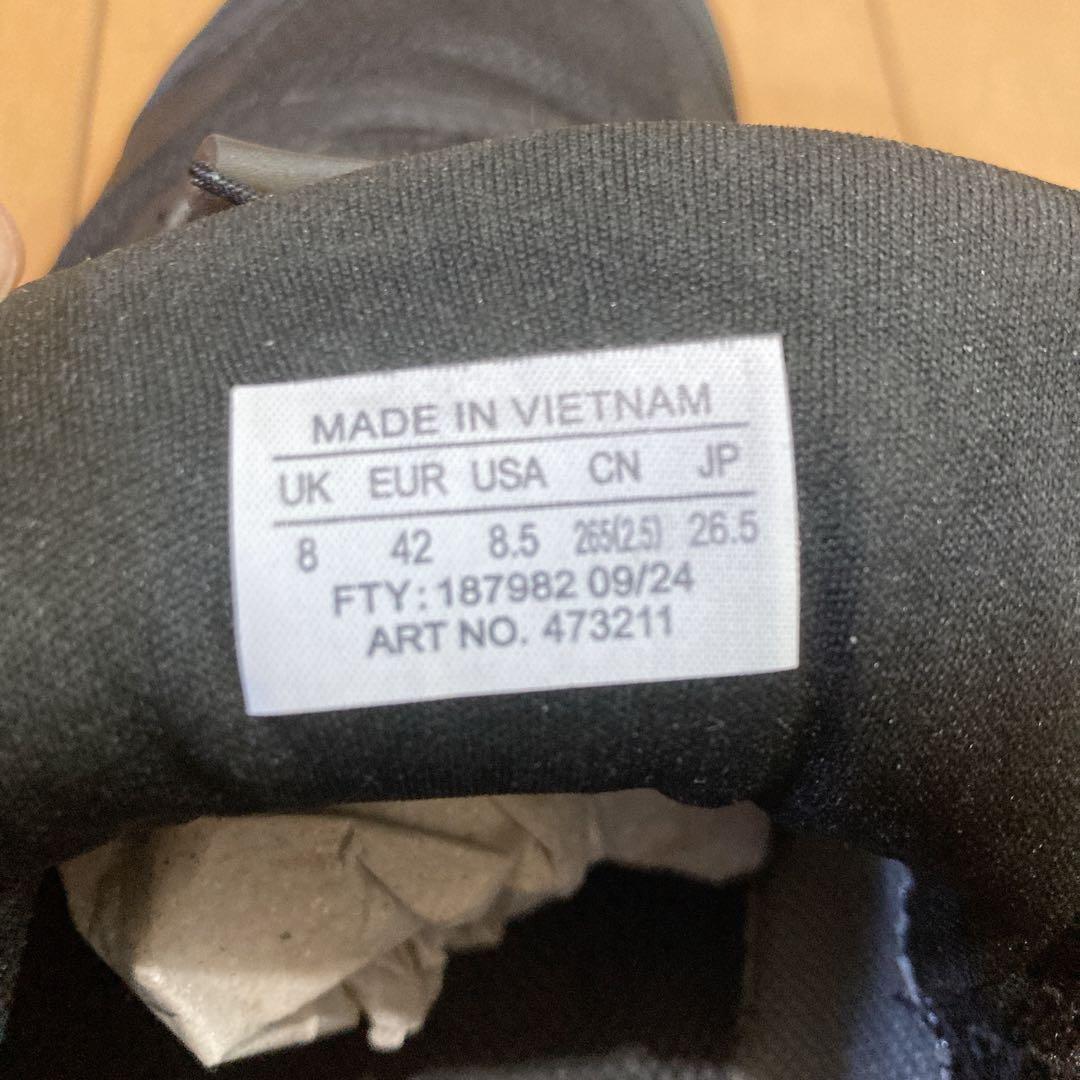 MADE IN VIETNAM
UK EUR USA CN JP
8 42 8.5 265(2.5) 26.5
FTY: 187982 09/24
ART NO. 473211